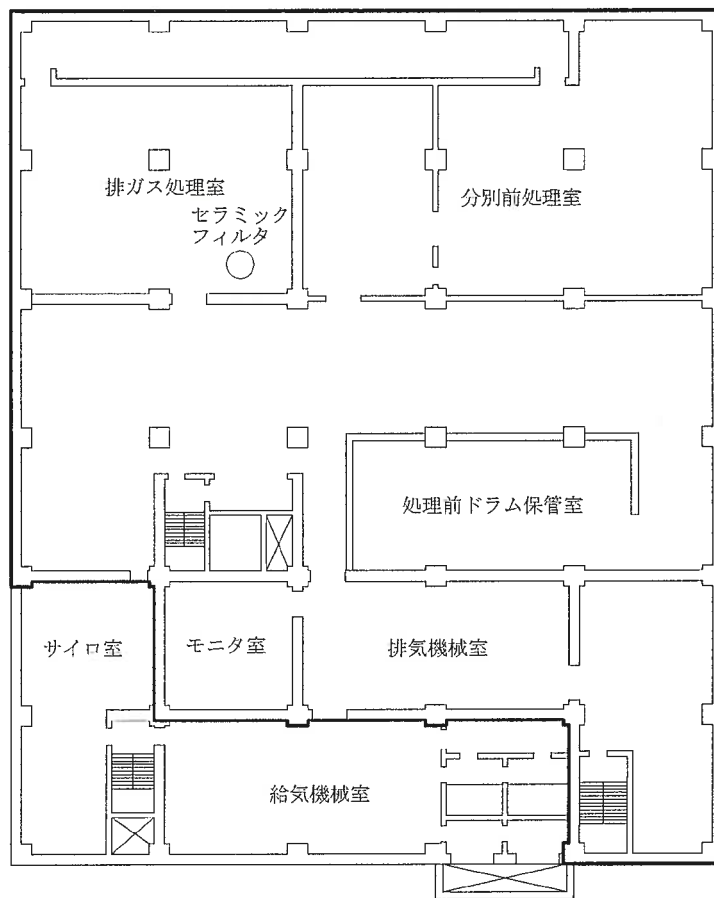 排ガス処理室
セラミック
フィルタ
分別前処理室
処理前ドラム保管室
サイロ室
モニタ室
排気機械室
給気機械室